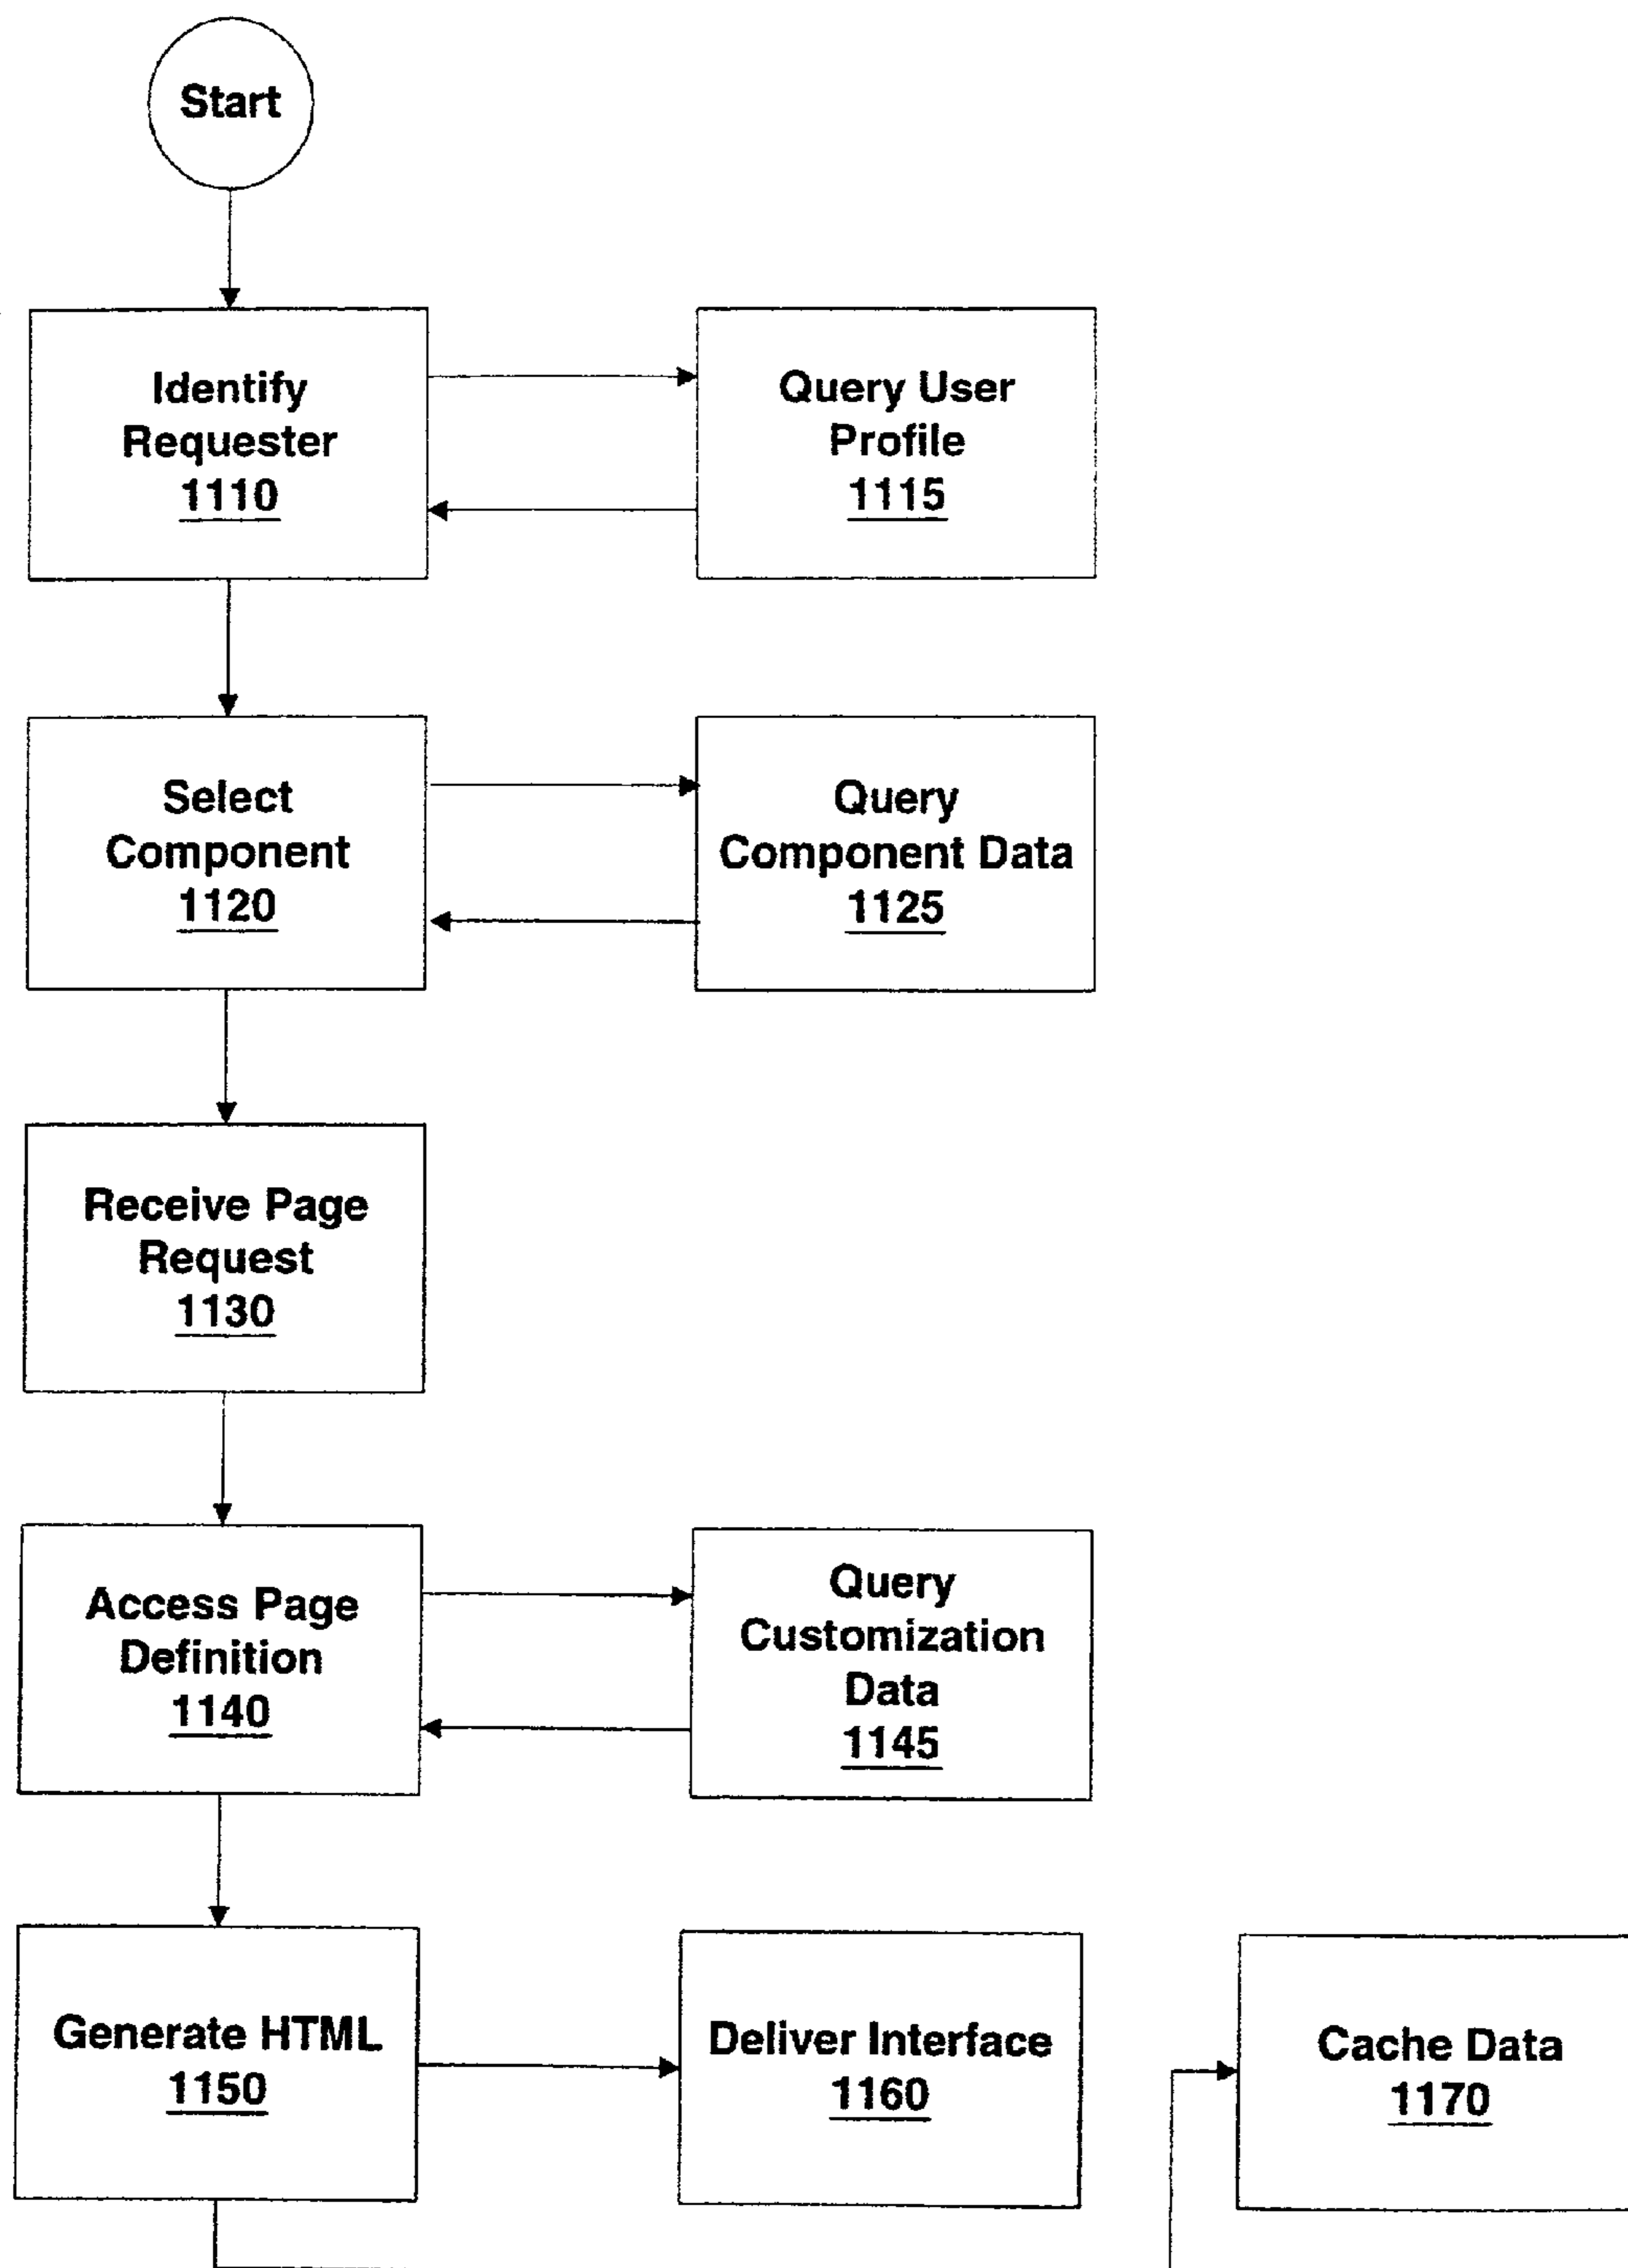 Start
Identify
Requester
1110
Query User
Profile
1115
Select
Component
1120
Query
Component Data
1125
Receive Page
Request
1130
Access Page
Definition
1140
Query
Customization
Data
1145
Generate HTML
1150
Deliver Interface
1160
Cache Data
1170